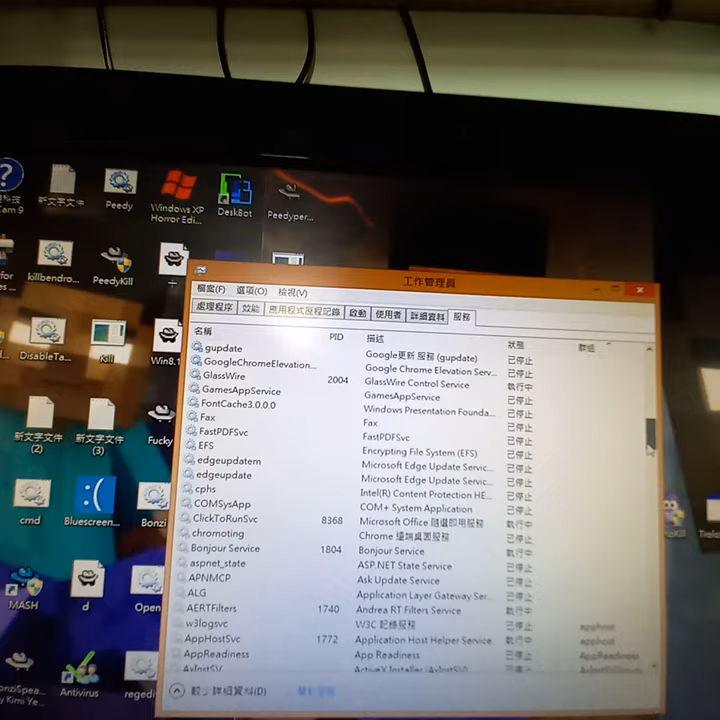 Cam 9
新文字文件
Peedy
Windows XP
Horror Edi...
DeskBot
Peedyper...
killbendro...
PeedyKill
DisableTa...
Kill
Win8.1
新文字文件
(2)
新文字文件
(3)
Fucky
cmd
Bluescreen...
Bonzi
MASH
d
Open
Antivirus
regedi
工作管理員
檔案(F) 選項(O) 檢視(V)
處理程序 效能 應用程式歷程記錄 啟動 使用者 詳細資料 服務
名稱 PID 描述 狀態 群組
gupdate Google更新 服務 (gupdate) 已停止
GoogleChromeElevation... Google Chrome Elevation Serv... 已停止
GlassWire 2004 GlassWire Control Service 執行中
GamesAppService GamesAppService 已停止
FontCache3.0.0.0 Windows Presentation Founda... 已停止
Fax Fax 已停止
FastPDFSvc FastPDFSvc 已停止
EFS Encrypting File System (EFS) 已停止
edgeupdatem Microsoft Edge Update Servic... 已停止
edgeupdate Microsoft Edge Update Servic... 已停止
cphs Intel(R) Content Protection HE... 已停止
COMSysApp COM+ System Application 已停止
ClickToRunSvc 8368 Microsoft Office 隨選即用服務 執行中
chromoting Chrome 遠端桌面服務 已停止
Bonjour Service 1804 Bonjour Service 執行中
aspnet_state ASP.NET State Service 已停止
APNMCP Ask Update Service 已停止
ALG Application Layer Gateway Ser... 已停止
AERTFilters 1740 Andrea RT Filters Service 執行中
w3logsvc W3C 記錄服務 已停止 apphost
AppHostSvc 1772 Application Host Helper Service 執行中 apphost
AppReadiness App Readiness 已停止 AppReadiness
AxInstSV ActiveX Installer (AxInstSV) 已停止
較少詳細資料(D)